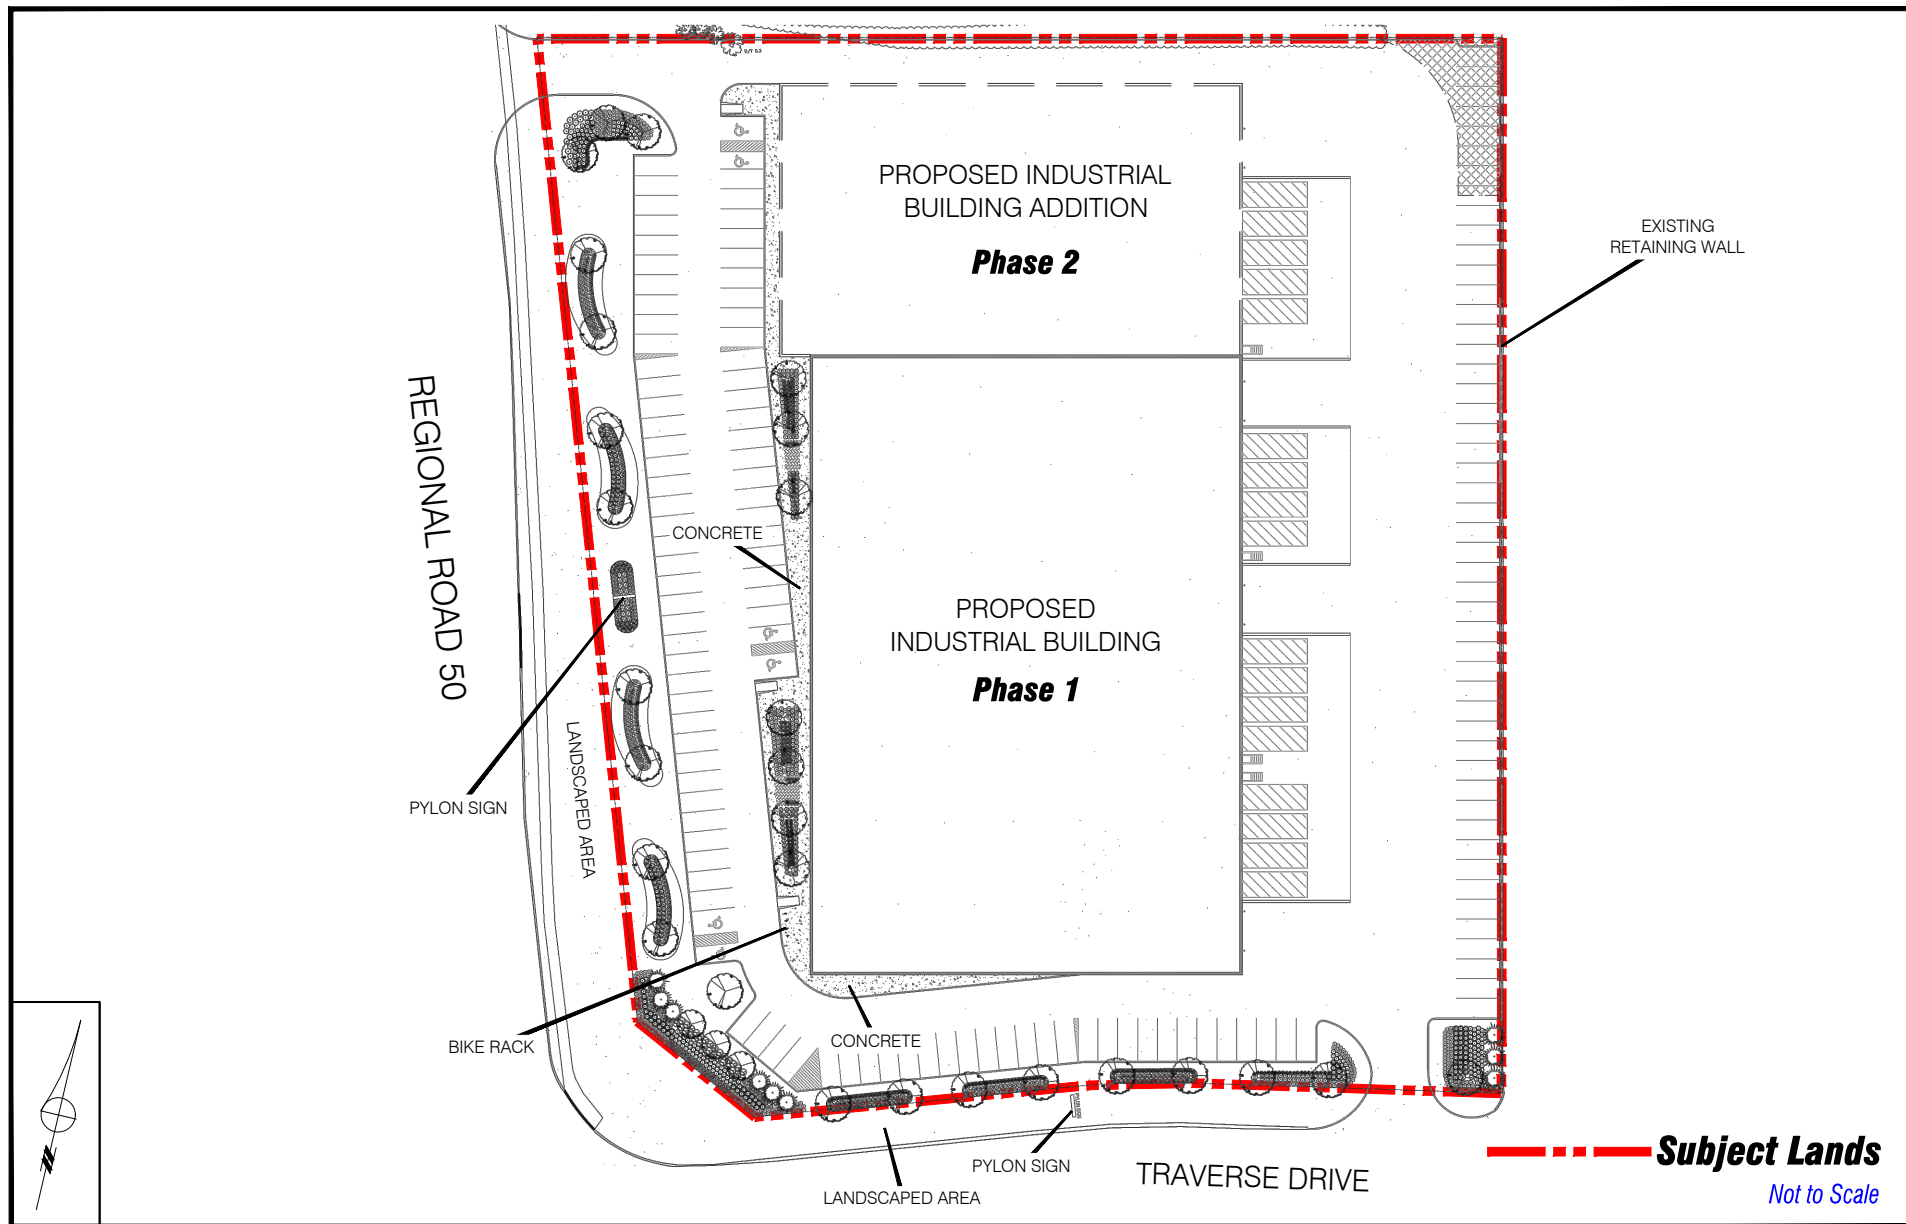 PROPOSED INDUSTRIAL
BUILDING ADDITION
Phase 2
EXISTING
RETAINING WALL
REGIONAL ROAD 50
CONCRETE
PROPOSED
INDUSTRIAL BUILDING
Phase 1
LANDSCAPED AREA
PYLON SIGN
BIKE RACK
CONCRETE
PYLON SIGN
LANDSCAPED AREA
TRAVERSE DRIVE
Subject Lands
Not to Scale
N